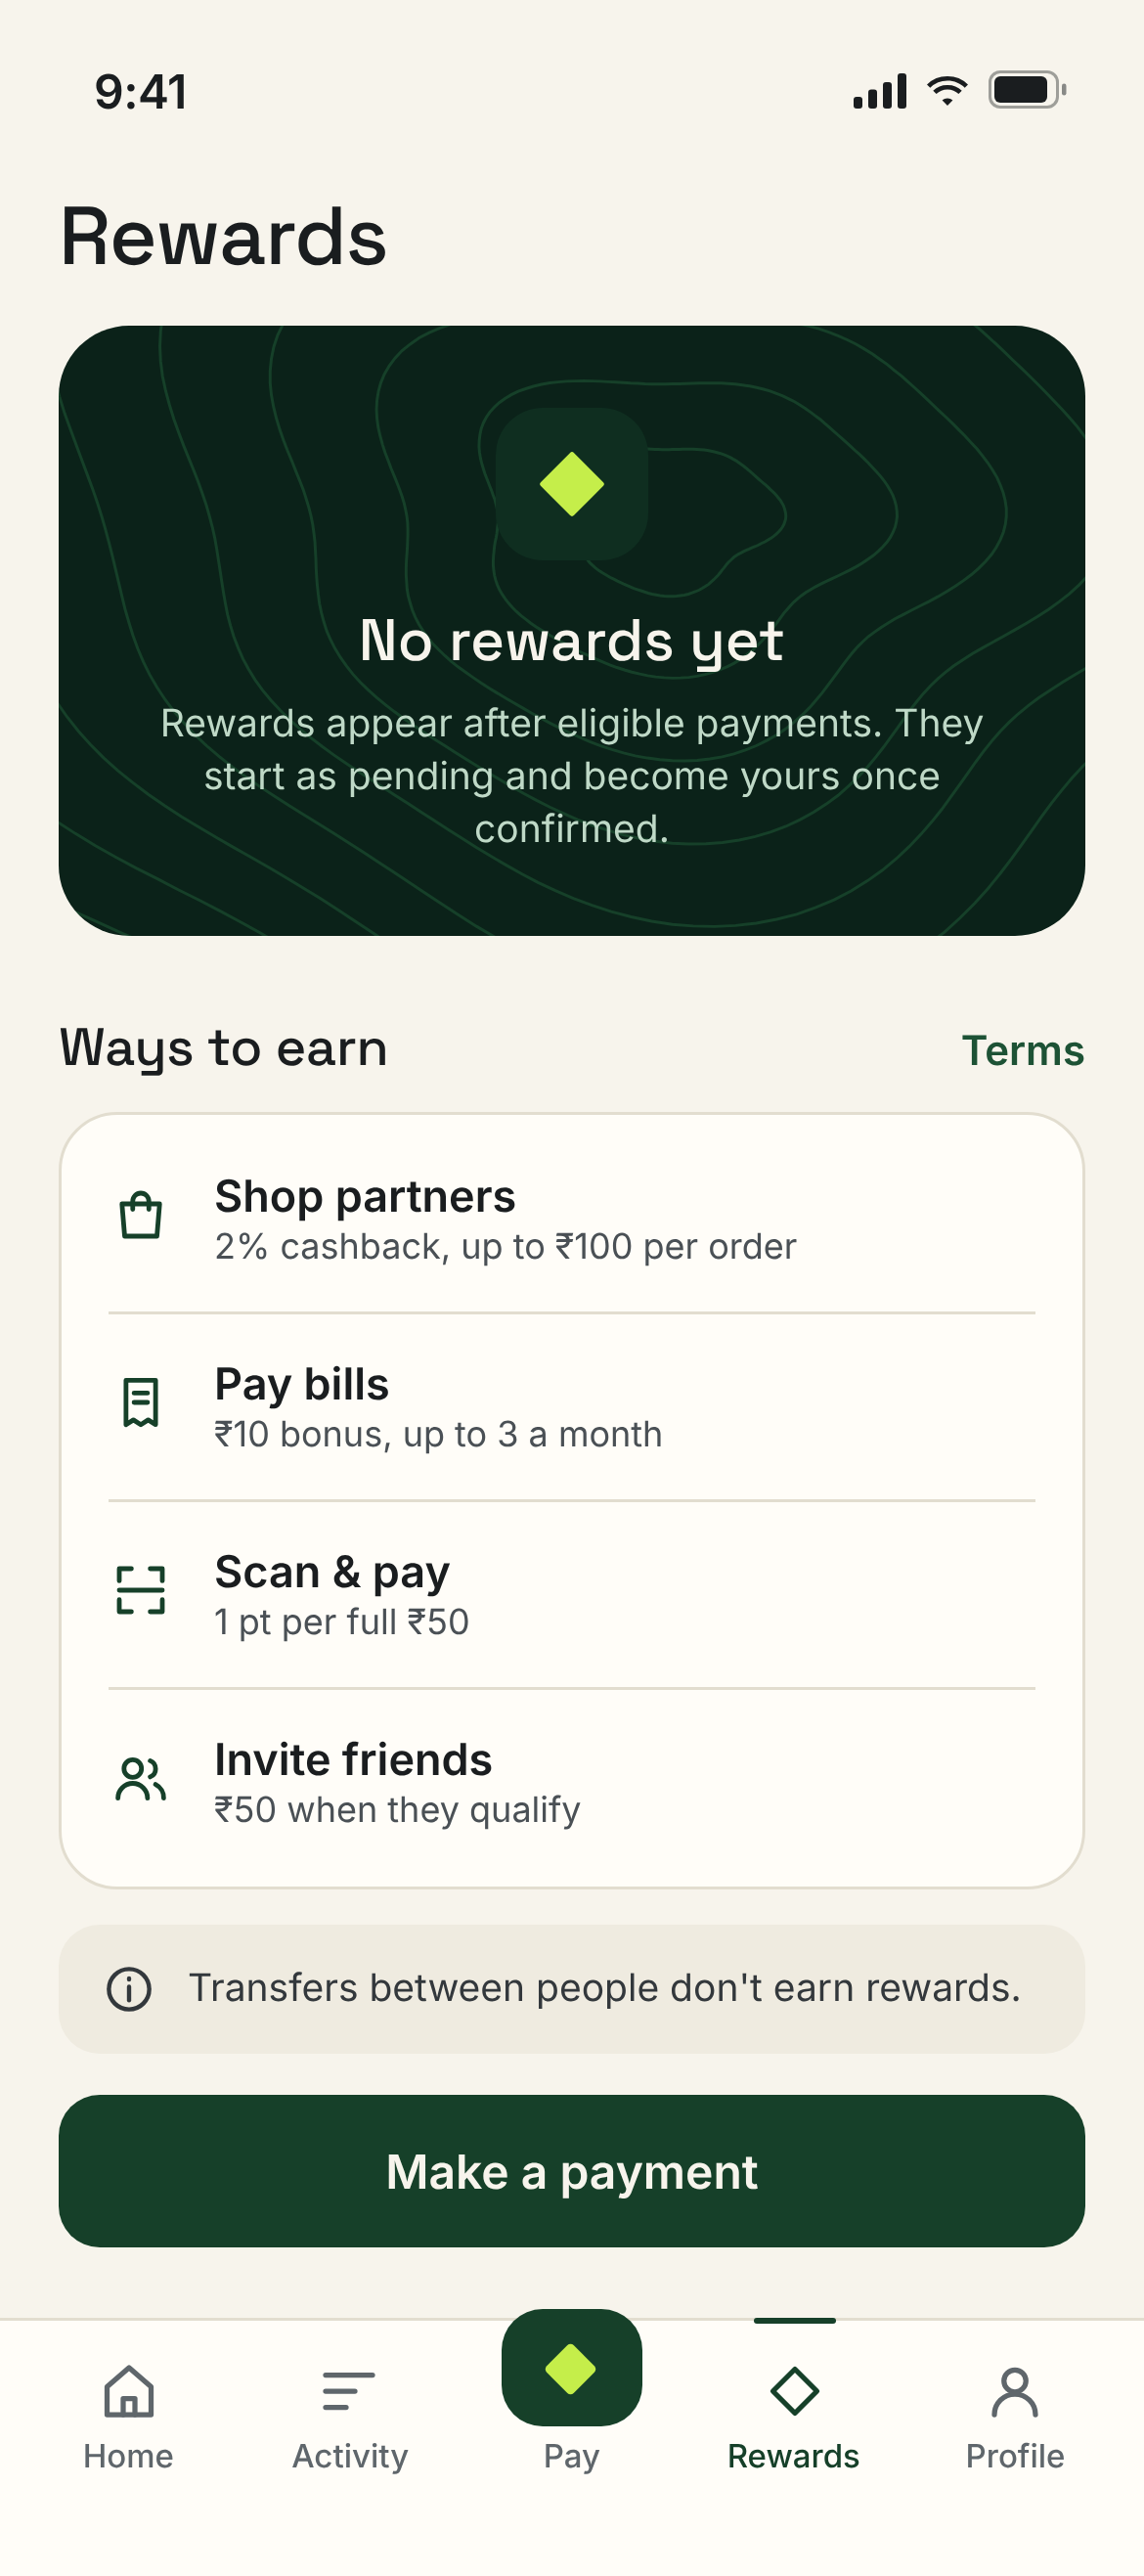 9:41
Rewards
No rewards yet
Rewards appear after eligible payments. They
start as pending and become yours once
confirmed.
Ways to earn
Terms
Shop partners
2% cashback, up to ₹100 per order
Pay bills
₹10 bonus, up to 3 a month
Scan & pay
1 pt per full ₹50
Invite friends
₹50 when they qualify
Transfers between people don't earn rewards.
Make a payment
Home
Activity
Pay
Rewards
Profile